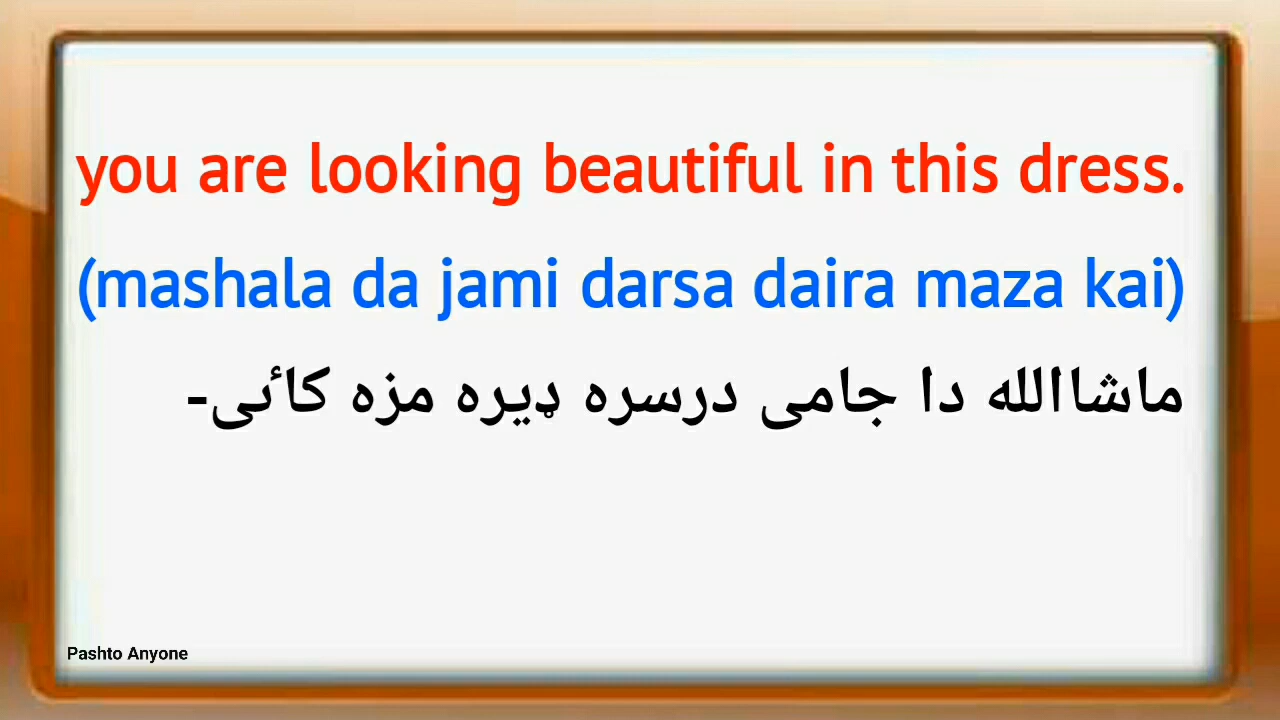 you are looking beautiful in this dress.
(mashala da jami darsa daira maza kai)
ماشاالله دا جامی درسره ډیره مزه کائی-
Pashto Anyone